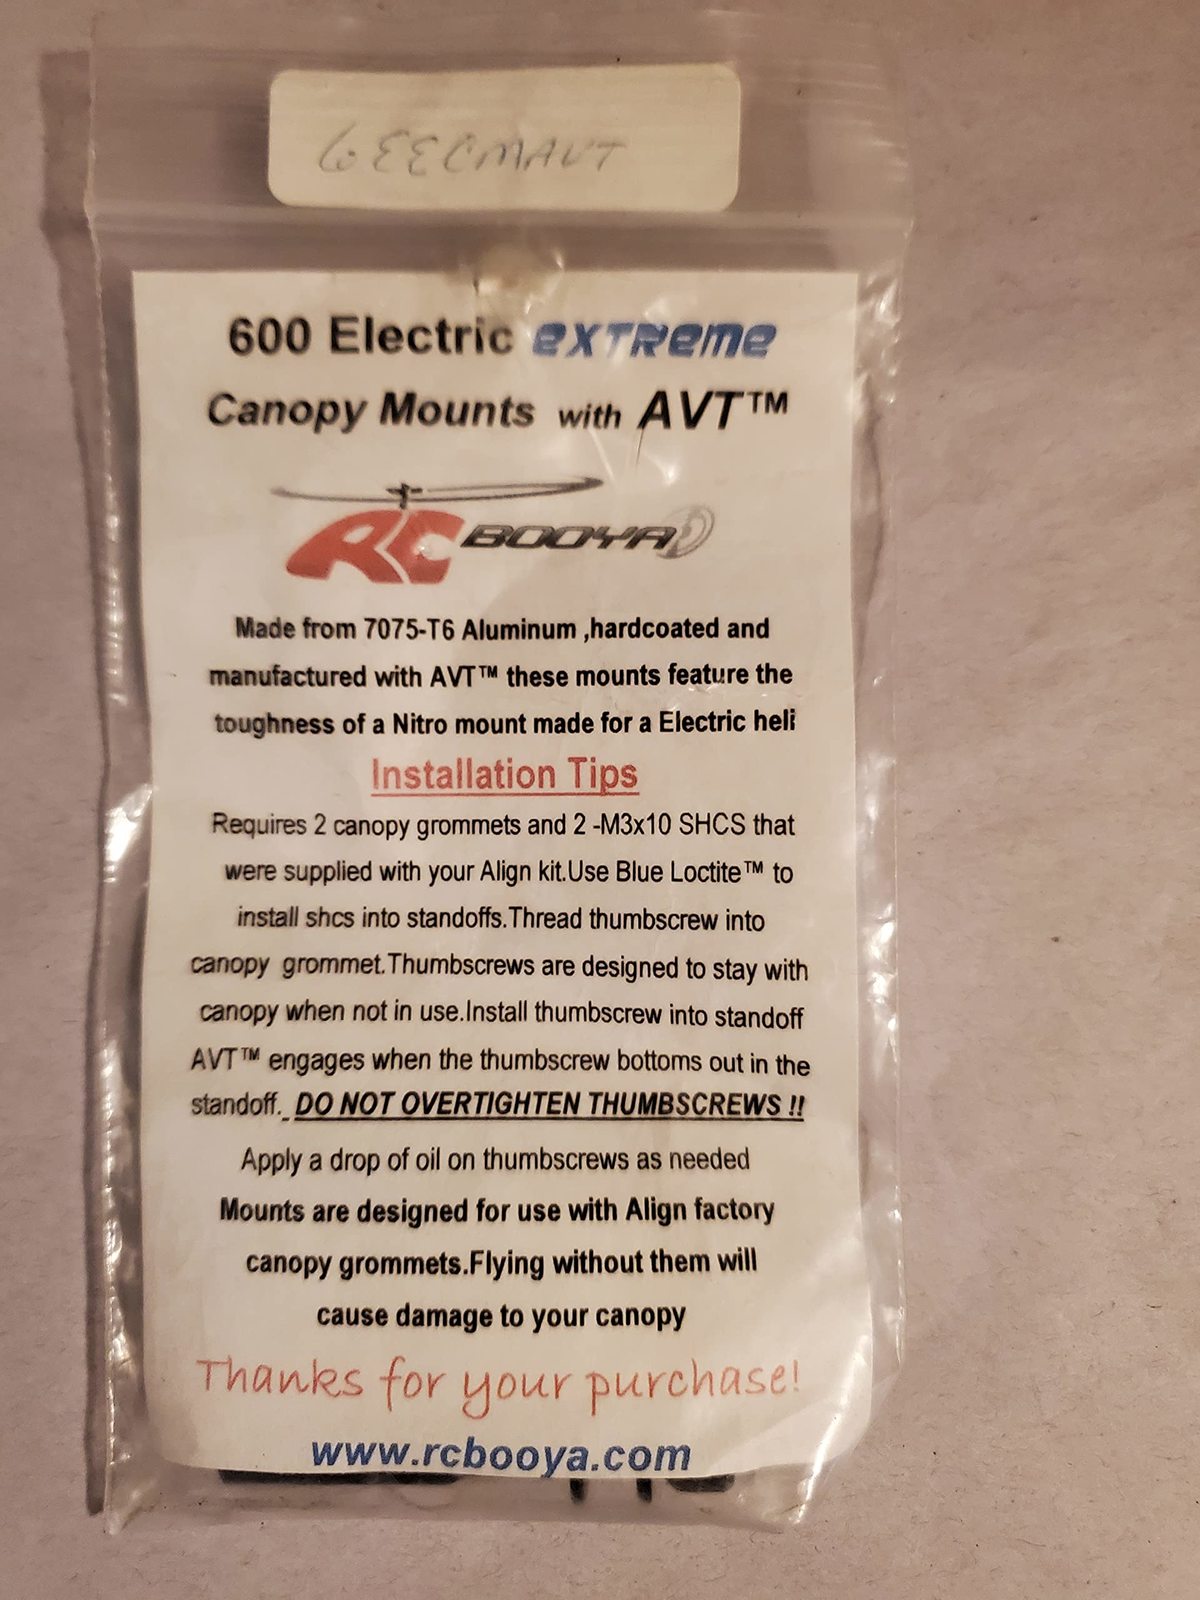 6EECMAVT
600 Electric extreme
Canopy Mounts with AVT™
RC BOOYA
Made from 7075-T6 Aluminum ,hardcoated and
manufactured with AVT™ these mounts feature the
toughness of a Nitro mount made for a Electric heli
Installation Tips
Requires 2 canopy grommets and 2 -M3x10 SHCS that
were supplied with your Align kit.Use Blue Loctite™ to
install shcs into standoffs.Thread thumbscrew into
canopy grommet.Thumbscrews are designed to stay with
canopy when not in use.Install thumbscrew into standoff
AVT™ engages when the thumbscrew bottoms out in the
standoff. DO NOT OVERTIGHTEN THUMBSCREWS !!
Apply a drop of oil on thumbscrews as needed
Mounts are designed for use with Align factory
canopy grommets.Flying without them will
cause damage to your canopy
Thanks for your purchase!
www.rcbooya.com